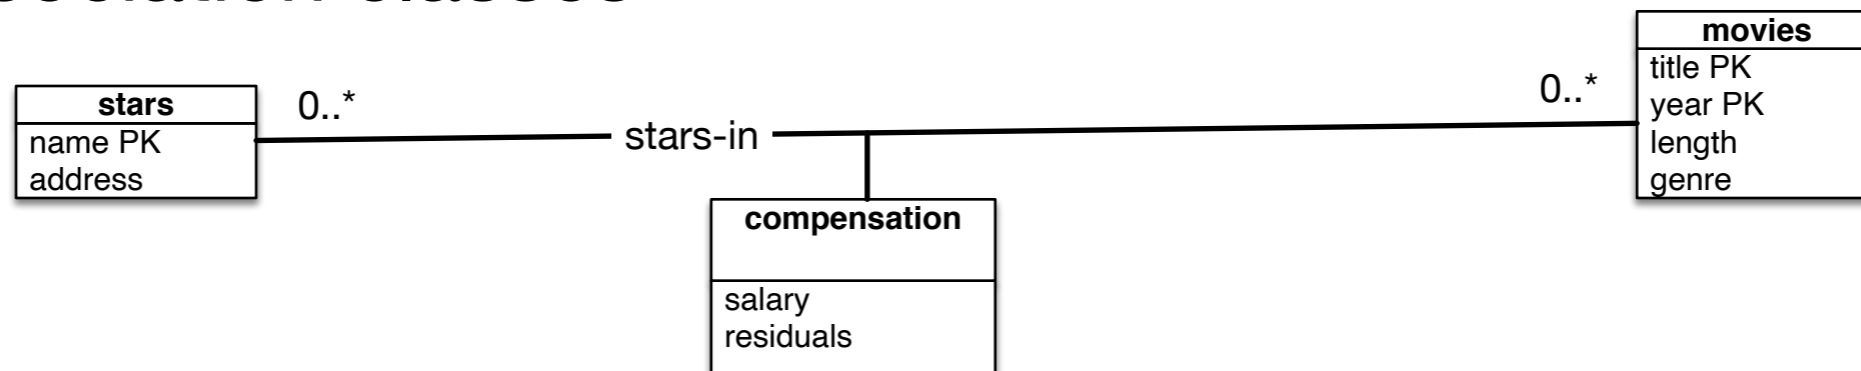 stars
name PK
address
0..*
stars-in
compensation
salary
residuals
0..*
movies
title PK
year PK
length
genre